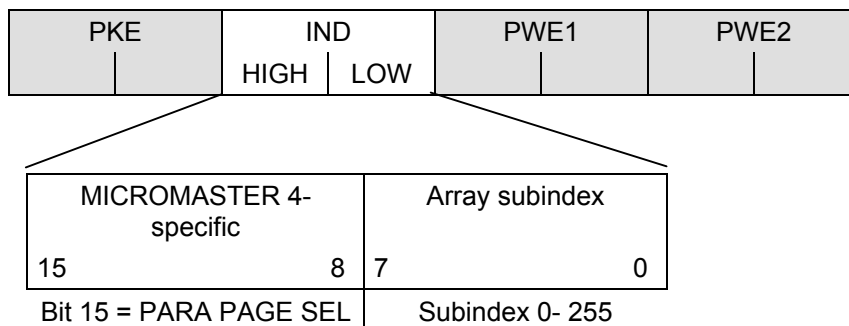 PKE IND PWE1 PWE2
HIGH LOW
MICROMASTER 4- Array subindex
specific
15 8 7 0
Bit 15 = PARA PAGE SEL Subindex 0- 255